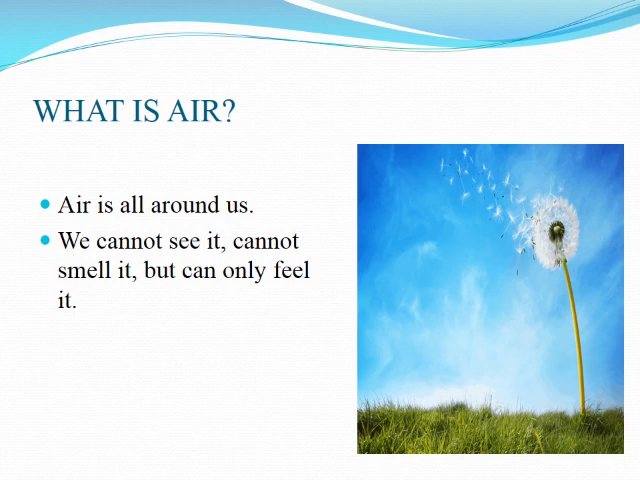 WHAT IS AIR?
Air is all around us.
We cannot see it, cannot
smell it, but can only feel
it.